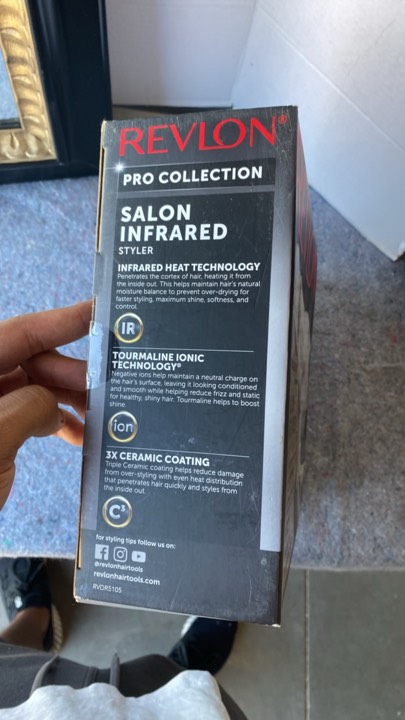 REVLON®
PRO COLLECTION
SALON
INFRARED
STYLER
INFRARED HEAT TECHNOLOGY
Penetrates the cortex of hair, heating it from
the inside out. This helps maintain hair's natural
moisture balance to prevent over-drying for
faster styling, maximum shine, softness, and
control.
IR
TOURMALINE IONIC
TECHNOLOGY®
Negative ions help maintain a neutral charge on
the hair's surface, leaving it looking conditioned
and smooth while helping reduce frizz and static
for healthy, shiny hair. Tourmaline helps to boost
shine.
ion
3X CERAMIC COATING
Triple Ceramic coating helps reduce damage
from over-styling with even heat distribution
that penetrates hair quickly and styles from
the inside out.
C³
for styling tips follow us on:
@revlonhairtools
revlonhairtools.com
RVDR5105